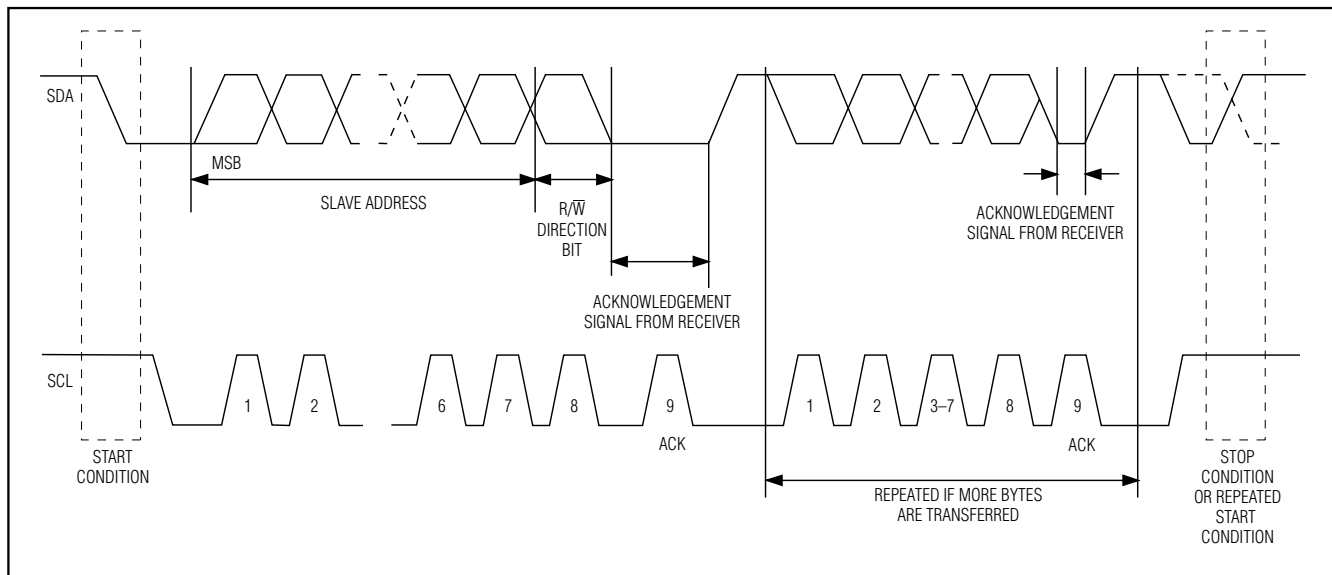 SDA
MSB
SLAVE ADDRESS
R/W̅
DIRECTION
BIT
ACKNOWLEDGEMENT
SIGNAL FROM RECEIVER
ACKNOWLEDGEMENT
SIGNAL FROM RECEIVER
SCL
1
2
6
7
8
9
ACK
1
2
3–7
8
9
ACK
START
CONDITION
REPEATED IF MORE BYTES
ARE TRANSFERRED
STOP
CONDITION
OR REPEATED
START
CONDITION